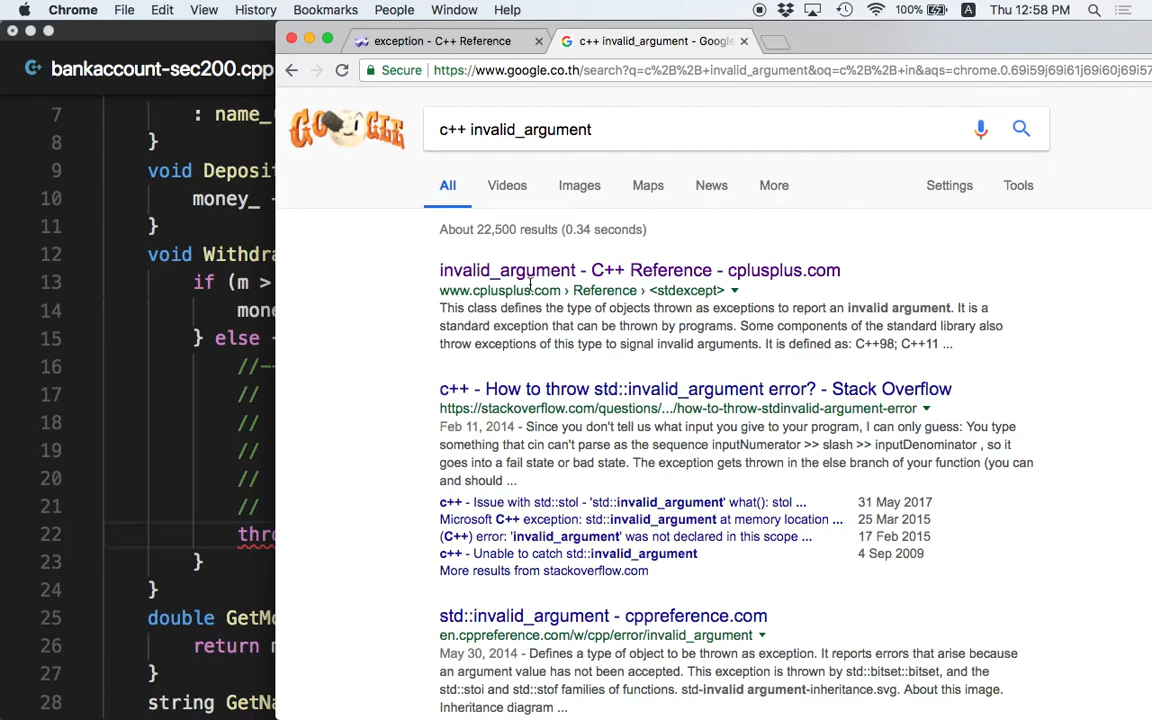 Chrome File Edit View History Bookmarks People Window Help 100% A Thu 12:58 PM
bankaccount-sec200.cpp
exception - C++ Reference
c++ invalid_argument - Google
Secure https://www.google.co.th/search?q=c%2B%2B+invalid_argument&oq=c%2B%2B+in&aqs=chrome.0.69i59j69i61j69i60j69i57
c++ invalid_argument
All Videos Images Maps News More Settings Tools
About 22,500 results (0.34 seconds)
invalid_argument - C++ Reference - cplusplus.com
www.cplusplus.com › Reference › <stdexcept>
This class defines the type of objects thrown as exceptions to report an invalid argument. It is a
standard exception that can be thrown by programs. Some components of the standard library also
throw exceptions of this type to signal invalid arguments. It is defined as: C++98; C++11 ...
c++ - How to throw std::invalid_argument error? - Stack Overflow
https://stackoverflow.com/questions/.../how-to-throw-stdinvalid-argument-error
Feb 11, 2014 - Since you don't tell us what input you give to your program, I can only guess: You type
something that cin can't parse as the sequence inputNumerator >> slash >> inputDenominator , so it
goes into a fail state or bad state. The exception gets thrown in the else branch of your function (you can
and should ...
c++ - Issue with std::stol - 'std::invalid_argument' what(): stol ... 31 May 2017
Microsoft C++ exception: std::invalid_argument at memory location ... 25 Mar 2015
(C++) error: 'invalid_argument' was not declared in this scope ... 17 Feb 2015
c++ - Unable to catch std::invalid_argument 4 Sep 2009
More results from stackoverflow.com
std::invalid_argument - cppreference.com
en.cppreference.com/w/cpp/error/invalid_argument
May 30, 2014 - Defines a type of object to be thrown as exception. It reports errors that arise because
an argument value has not been accepted. This exception is thrown by std::bitset::bitset, and the
std::stoi and std::stof families of functions. std-invalid argument-inheritance.svg. About this image.
Inheritance diagram ...
7 : name_
8 }
9 void Deposi
10 money_
11 }
12 void Withdra
13 if (m >
14 mone
15 } else
16 //--
17 //
18 //
19 //
20 //
21 //
22 thro
23 }
24 }
25 double GetMo
26 return
27 }
28 string GetNa